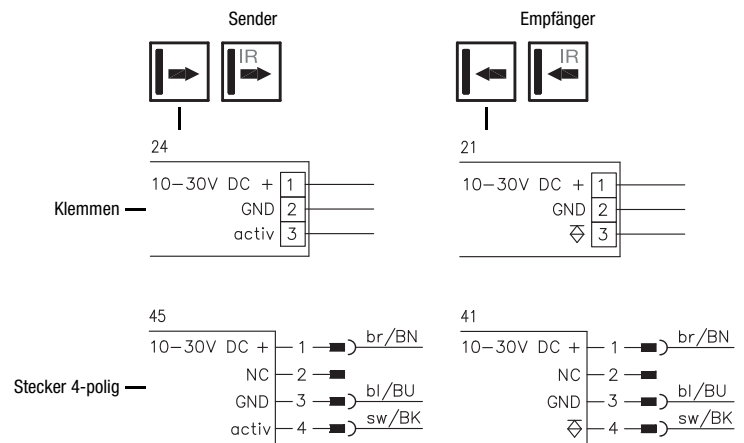 Sender Empfänger
IR IR
24 21
10–30V DC + 1 10–30V DC + 1
Klemmen GND 2 GND 2
activ 3 3
45 41
10–30V DC + 1 br/BN 10–30V DC + 1 br/BN
Stecker 4-polig NC 2 NC 2
GND 3 bl/BU GND 3 bl/BU
activ 4 sw/BK 4 sw/BK